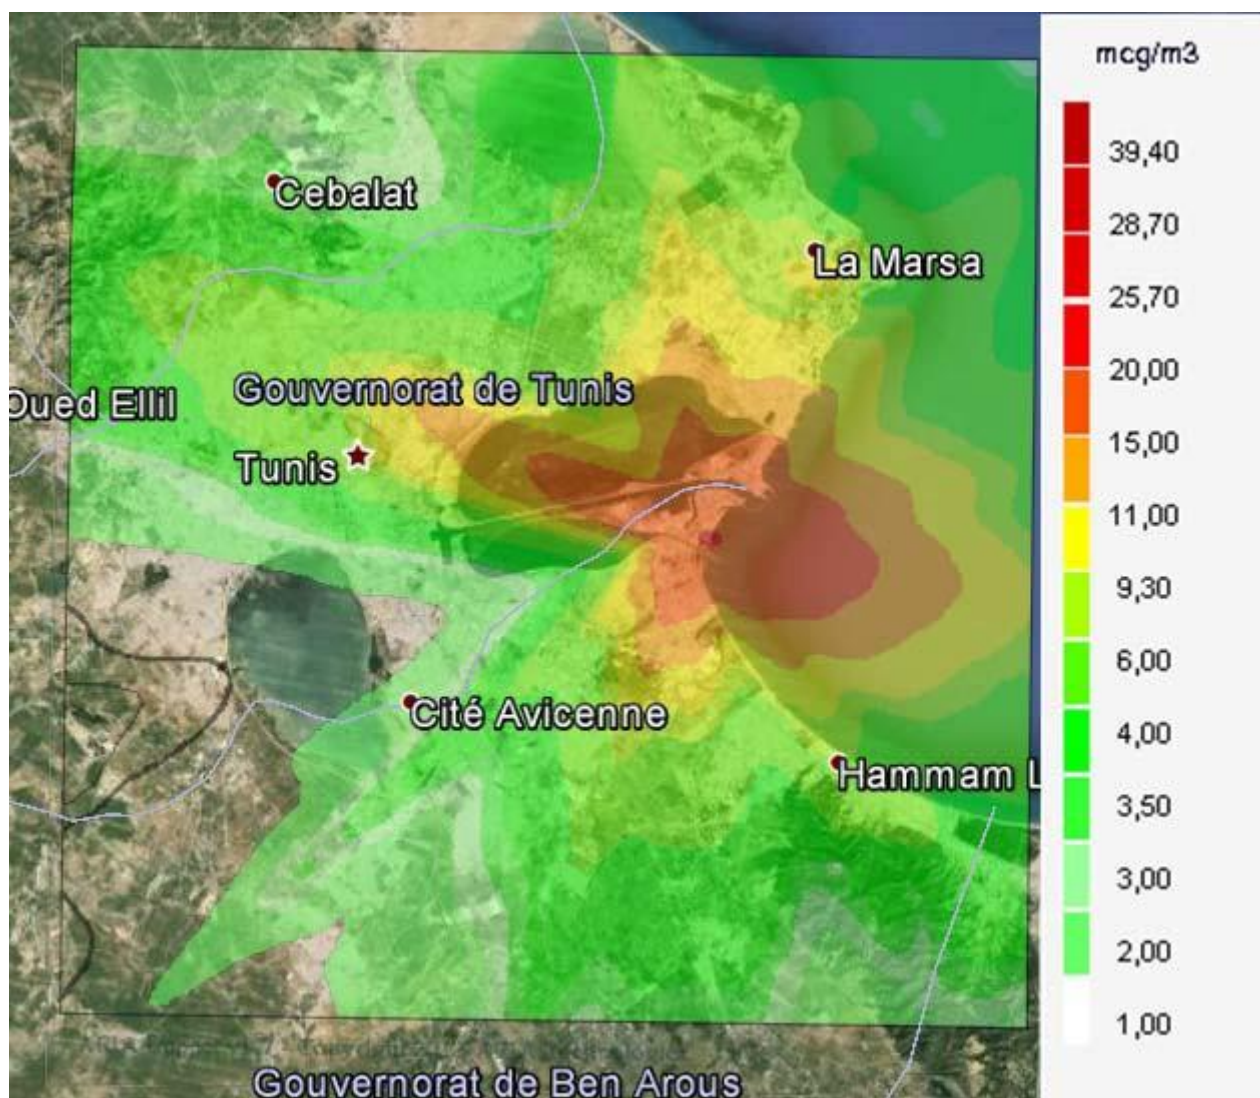 mcg/m3
39,40
28,70
25,70
20,00
15,00
11,00
9,30
6,00
4,00
3,50
3,00
2,00
1,00
Cebalat
La Marsa
Gouvernorat de Tunis
Oued Ellil
Tunis
Cité Avicenne
Hammam L
Gouvernorat de Ben Arous